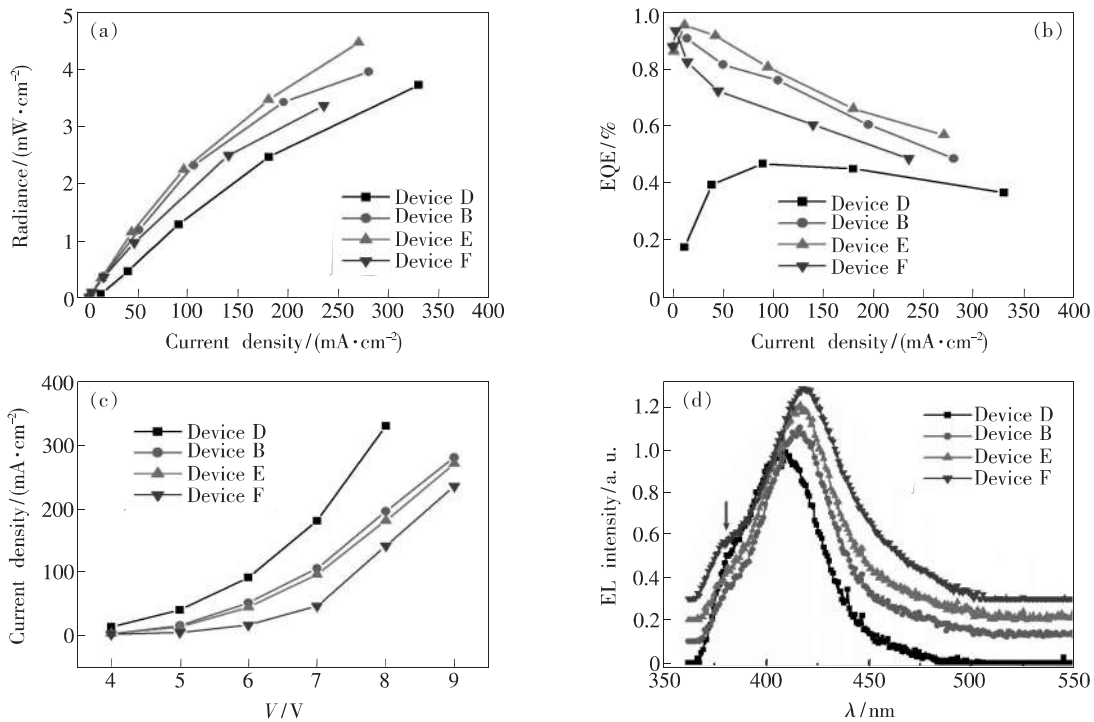 (a)
5
4
3
2
1
0
Radiance/(mW·cm⁻²)
Device D
Device B
Device E
Device F
0 50 100 150 200 250 300 350 400
Current density/(mA·cm⁻²)
(b)
1.0
0.8
0.6
0.4
0.2
0
EQE/%
Device D
Device B
Device E
Device F
0 50 100 150 200 250 300 350 400
Current density/(mA·cm⁻²)
(c)
400
300
200
100
0
Current density/(mA·cm⁻²)
Device D
Device B
Device E
Device F
4 5 6 7 8 9
V/V
(d)
1.2
1.0
0.8
0.6
0.4
0.2
0
EL intensity/a. u.
Device D
Device B
Device E
Device F
350 400 450 500 550
λ/nm